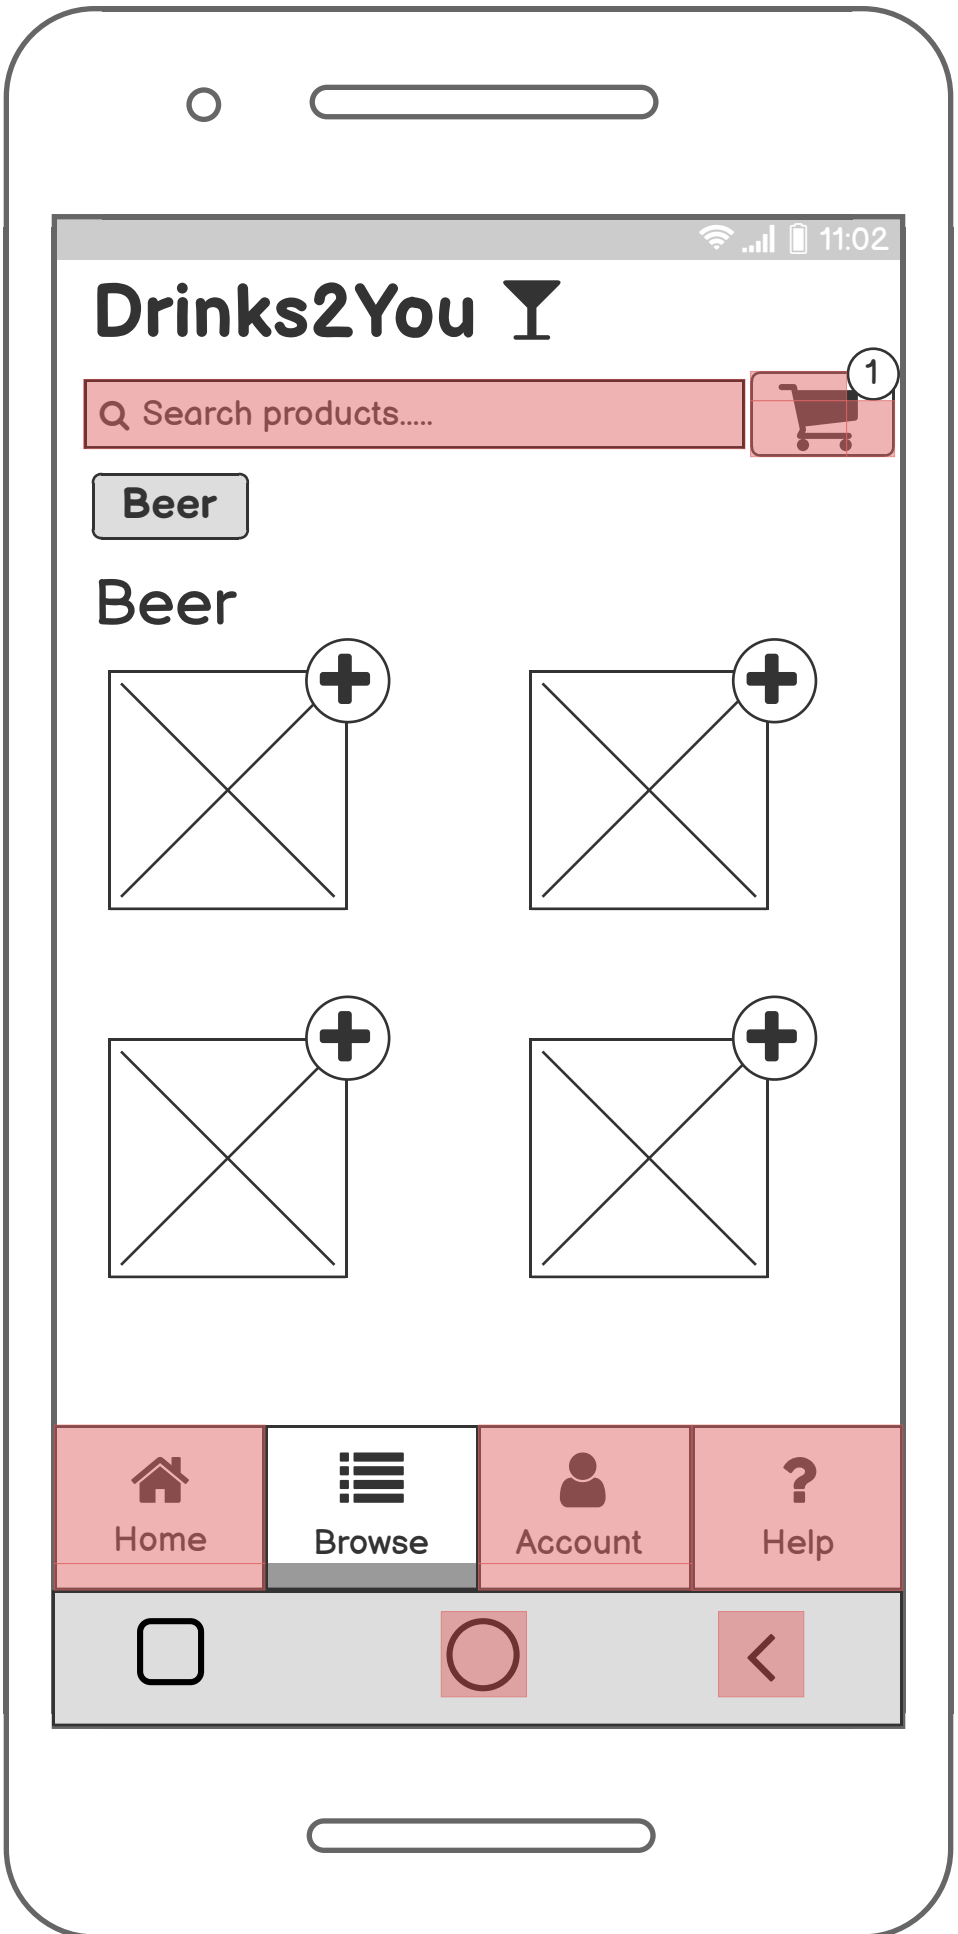 11:02
Drinks2You
1
Search products.....
Beer
Beer
Home
Browse
Account
Help